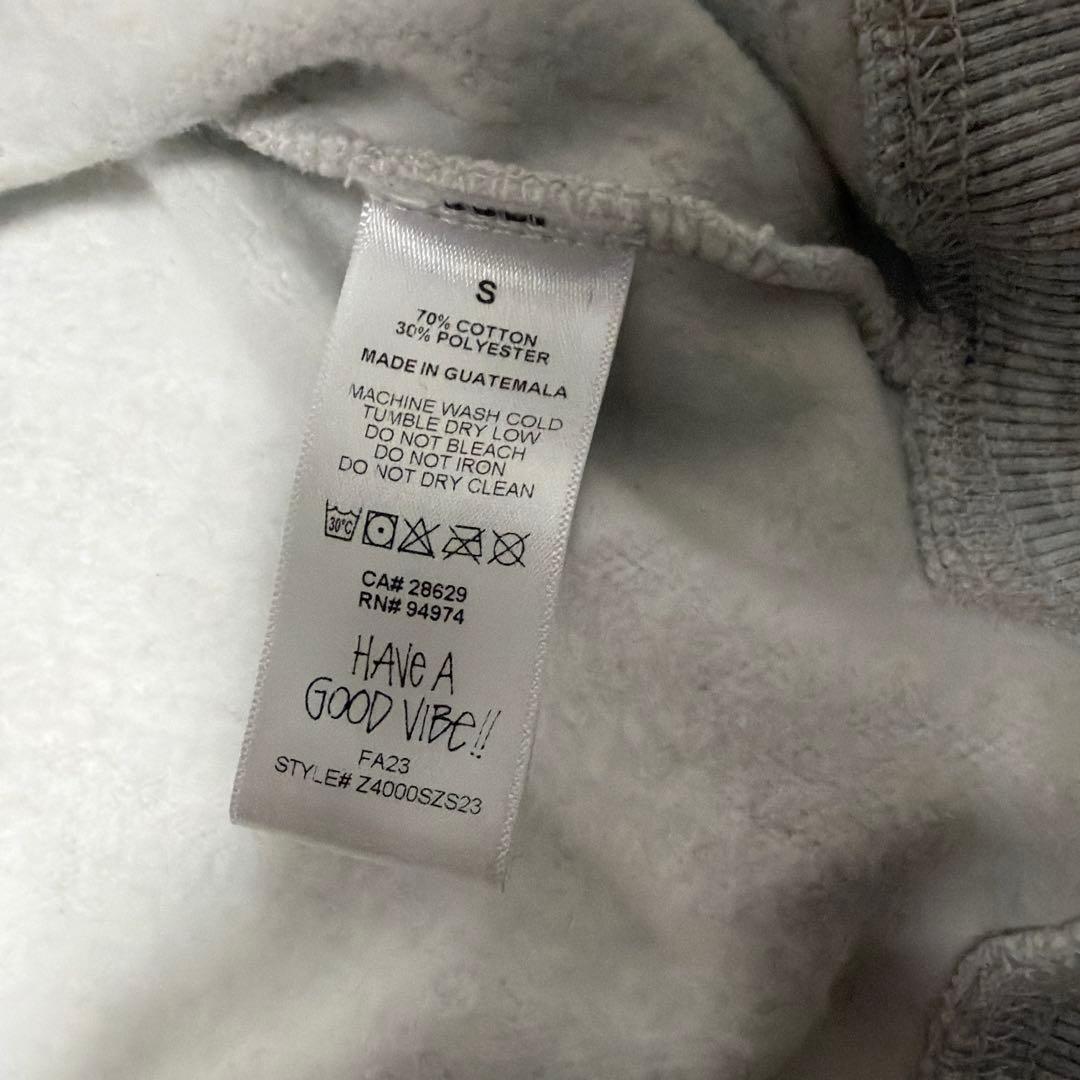 S
70% COTTON
30% POLYESTER
MADE IN GUATEMALA
MACHINE WASH COLD
TUMBLE DRY LOW
DO NOT BLEACH
DO NOT IRON
DO NOT DRY CLEAN
30°C
CA# 28629
RN# 94974
HAVE A
GOOD VIBE!!
FA23
STYLE# Z4000SZS23